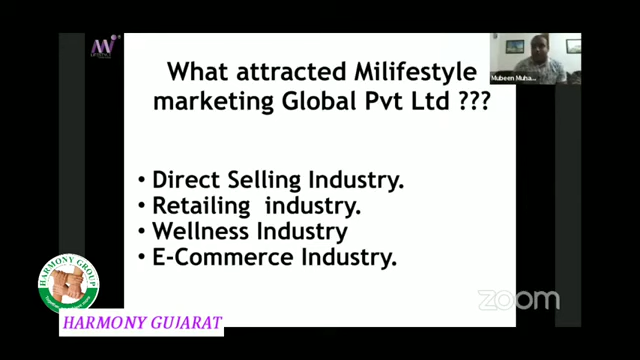 What attracted Milifestyle
marketing Global Pvt Ltd ???
• Direct Selling Industry.
• Retailing industry.
• Wellness Industry
• E-Commerce Industry.
Mubeen Muha...
HARMONY GROUP
HARMONY GUJARAT
zoom